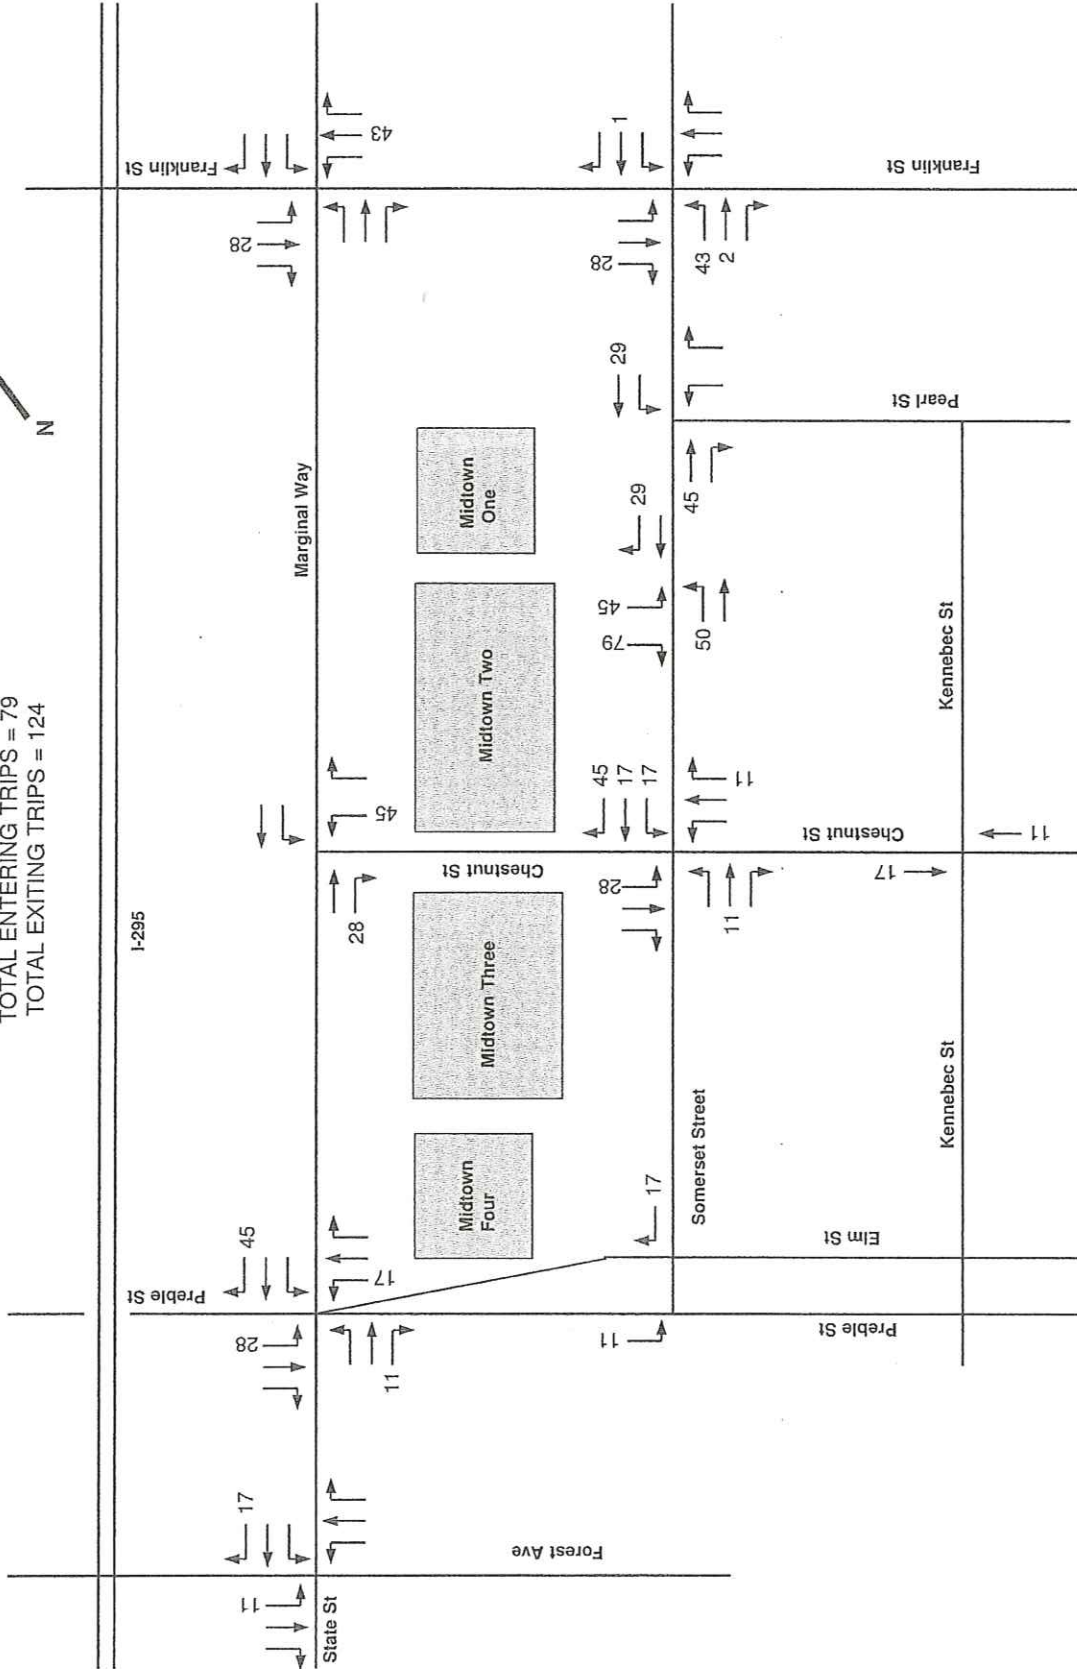 TOTAL ENTERING TRIPS = 79
TOTAL EXITING TRIPS = 124
N
I-295
Franklin St
28
43
Marginal Way
45
28
Preble St
45
28
17
11
17
11
State St
Forest Ave
Midtown
One
Midtown Two
Midtown Three
Midtown
Four
Chestnut St
1
28
43
2
Franklin St
29
45
Pearl St
29
45
79
50
45
17
17
11
28
11
Chestnut St
17
11
Somerset Street
17
Elm St
11
Preble St
Kennebec St
Kennebec St